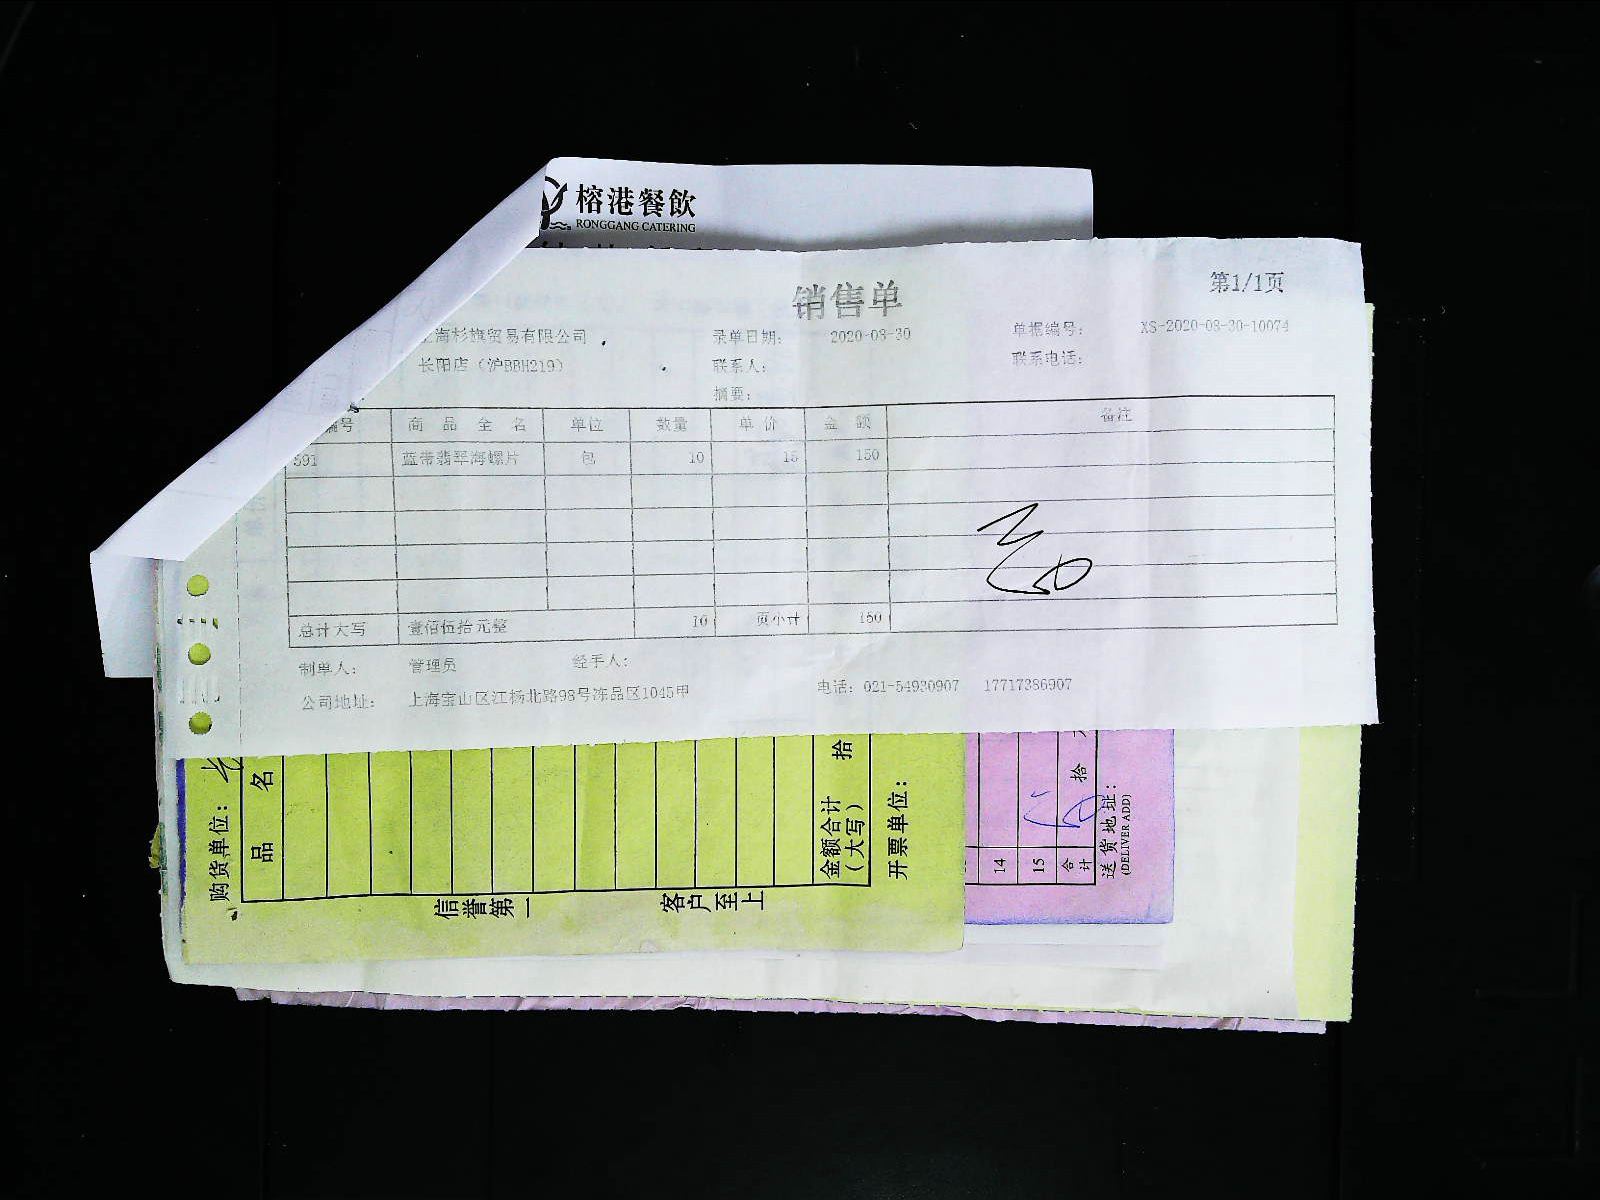 榕港餐飲
RONGGANG CATERING
销售单
第1/1页
上海杉旗贸易有限公司 录单日期: 2020-08-30 单据编号: XS-2020-08-30-10074
长阳店（沪BBH219） 联系人: 联系电话:
摘要:
编号 商品全名 单位 数量 单价 金额 备注
591 蓝带翡翠海螺片 包 10 15 150
总计大写 壹佰伍拾元整 10 页小计 150
制单人: 管理员 经手人:
公司地址: 上海宝山区江杨北路98号冻品区1045甲 电话: 021-54930907 17717386907
购货单位:
品名
金额合计
(大写)
拾
开票单位:
信誉第一 客户至上
14
15
合计
拾
送货地址:
(DELIVER ADD)